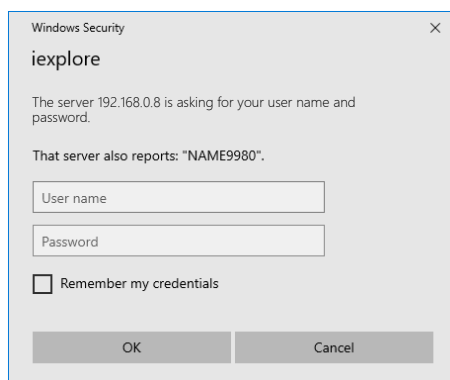 Windows Security
iexplore
The server 192.168.0.8 is asking for your user name and
password.
That server also reports: "NAME9980".
User name
Password
Remember my credentials
OK
Cancel